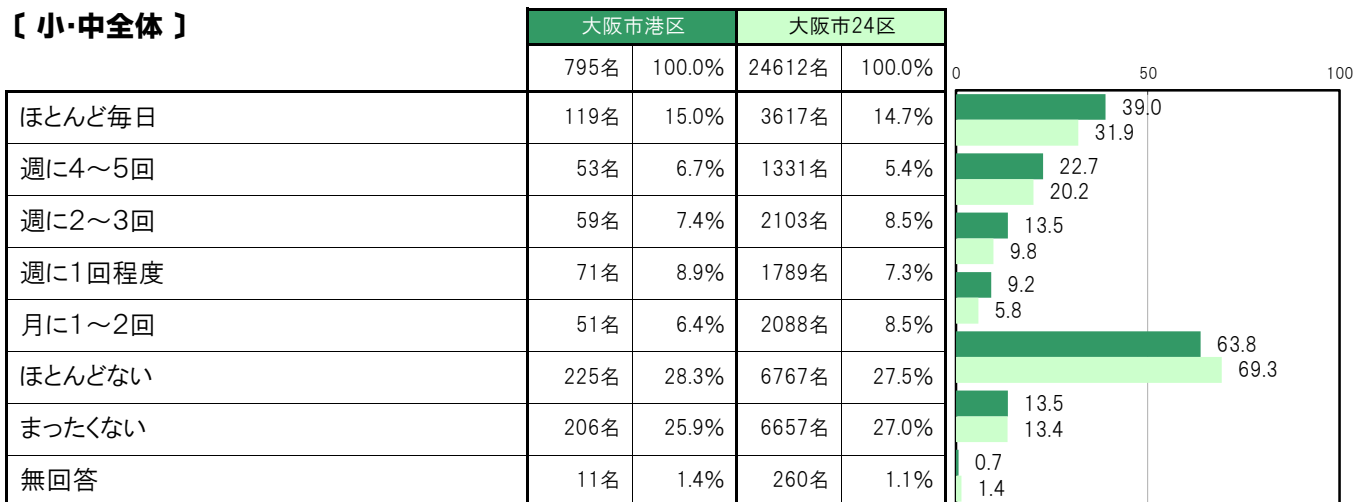 〔 小・中全体 〕
大阪市港区 大阪市24区
795名 100.0% 24612名 100.0%
0 50 100
ほとんど毎日 119名 15.0% 3617名 14.7%
39.0
31.9
週に4～5回 53名 6.7% 1331名 5.4%
22.7
20.2
週に2～3回 59名 7.4% 2103名 8.5%
13.5
9.8
週に1回程度 71名 8.9% 1789名 7.3%
9.2
5.8
月に1～2回 51名 6.4% 2088名 8.5%
63.8
69.3
ほとんどない 225名 28.3% 6767名 27.5%
13.5
13.4
まったくない 206名 25.9% 6657名 27.0%
0.7
1.4
無回答 11名 1.4% 260名 1.1%